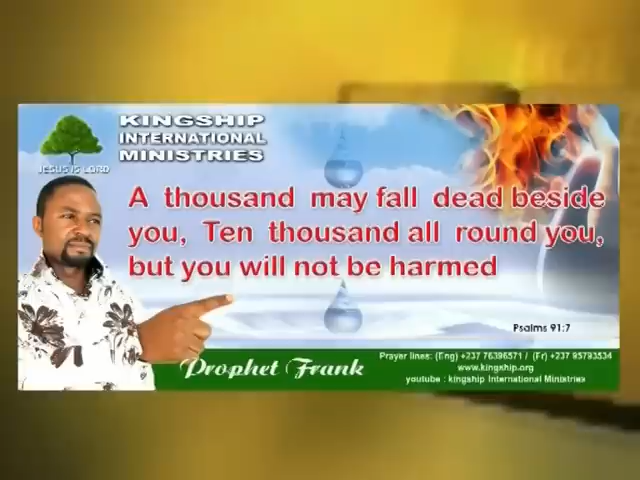 KINGSHIP
INTERNATIONAL
MINISTRIES
JESUS IS LORD
A thousand may fall dead beside
you, Ten thousand all round you,
but you will not be harmed
Psalms 91:7
Prophet Frank
Prayer lines: (Eng) +237 76396571 / (Fr) +237 95793534
www.kingship.org
youtube : kingship International Ministries